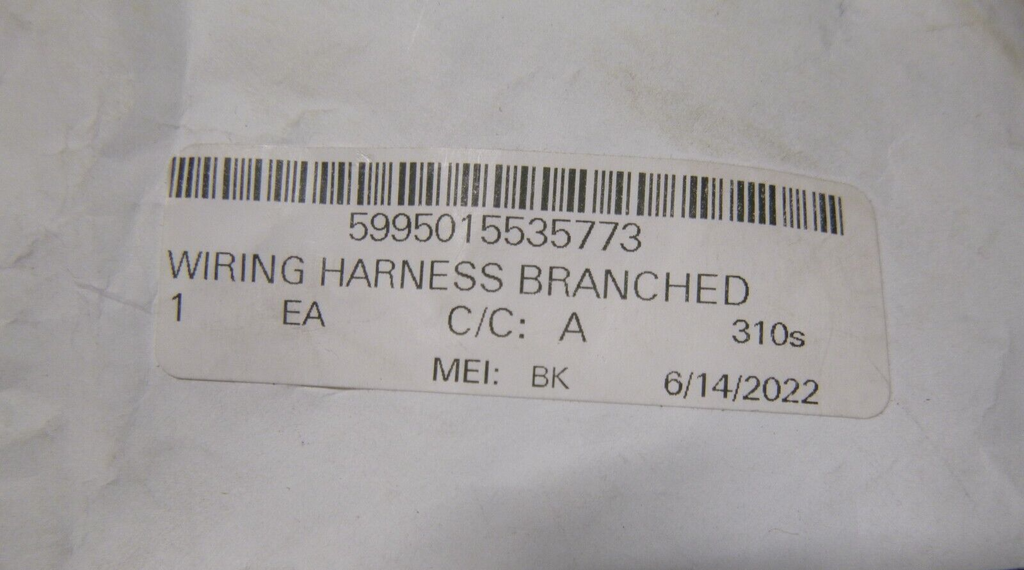 5995015535773
WIRING HARNESS BRANCHED
1 EA C/C: A 310s
MEI: BK 6/14/2022